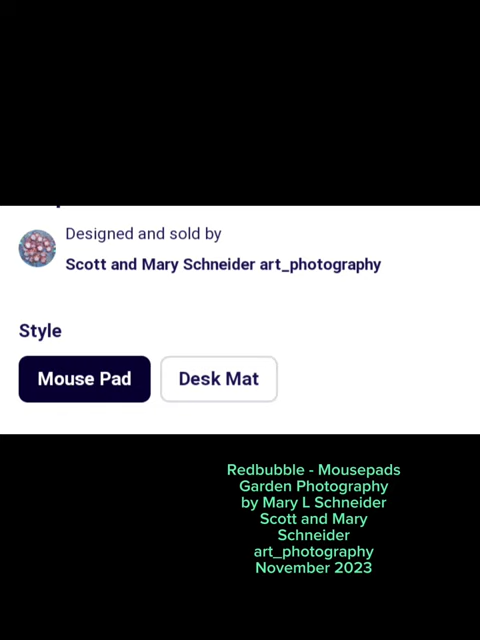 Designed and sold by
Scott and Mary Schneider art_photography
Style
Mouse Pad
Desk Mat
Redbubble - Mousepads
Garden Photography
by Mary L Schneider
Scott and Mary
Schneider
art_photography
November 2023